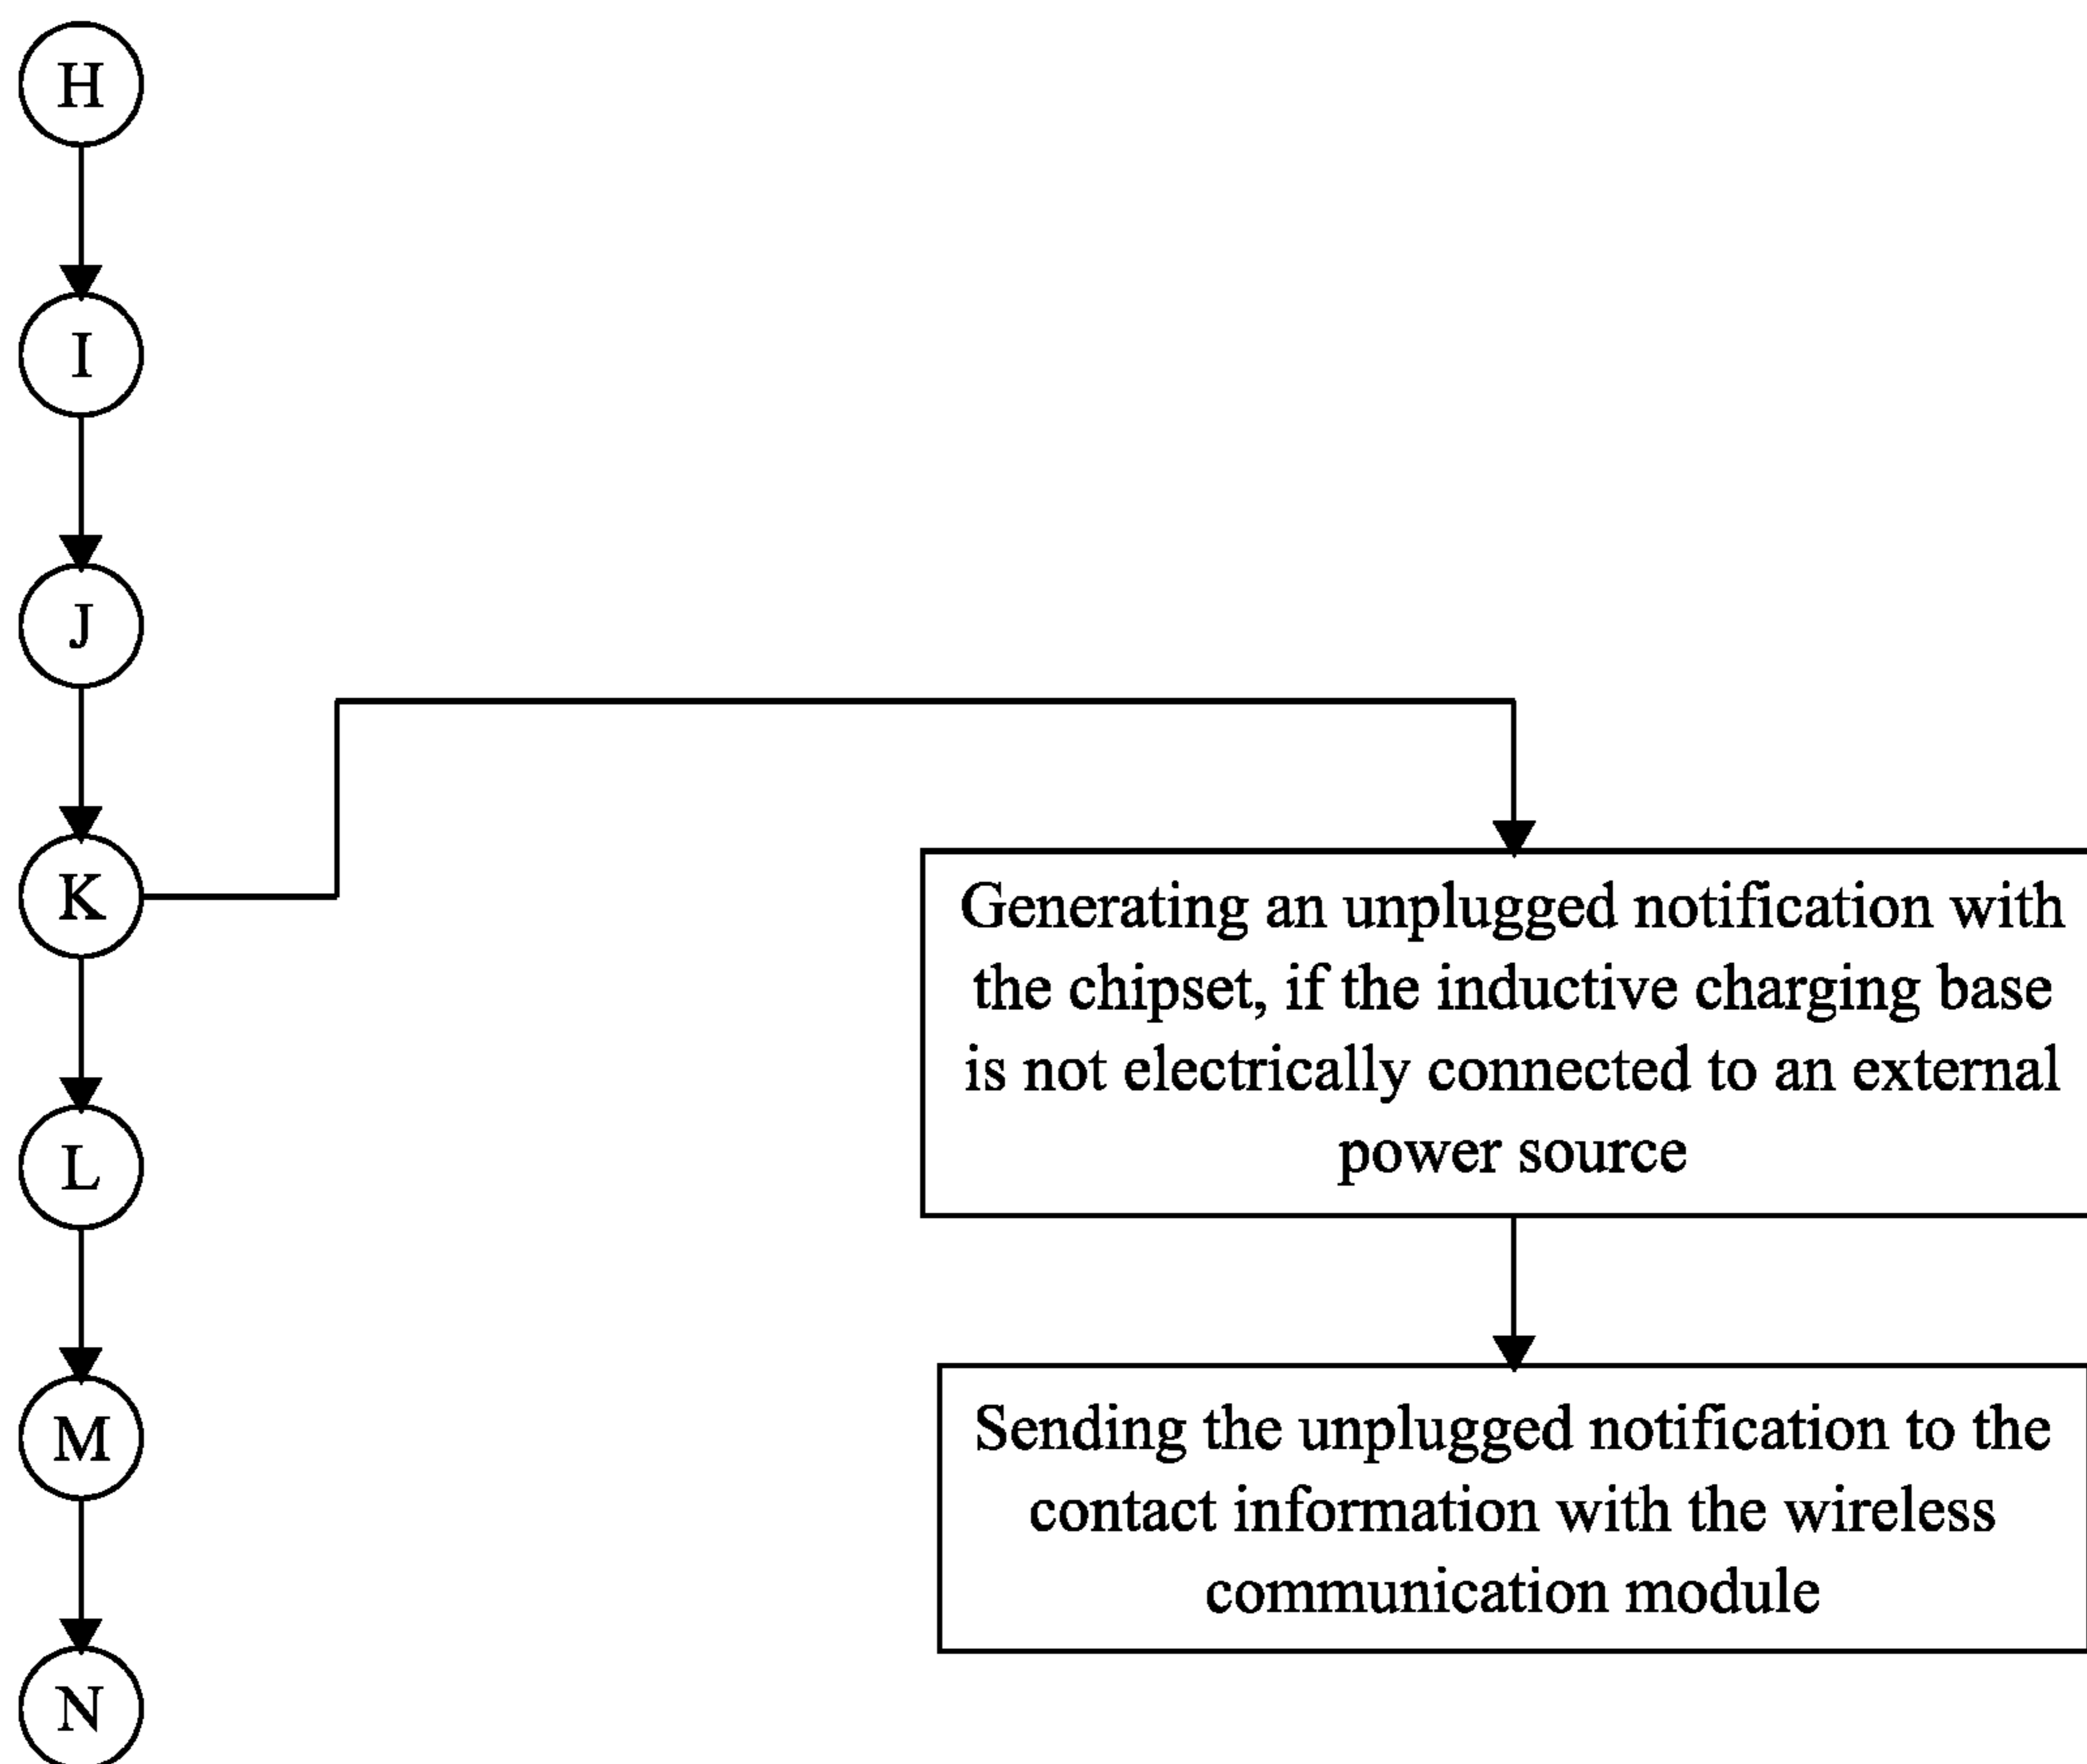 H
I
J
K
L
M
N
Generating an unplugged notification with
the chipset, if the inductive charging base
is not electrically connected to an external
power source
Sending the unplugged notification to the
contact information with the wireless
communication module